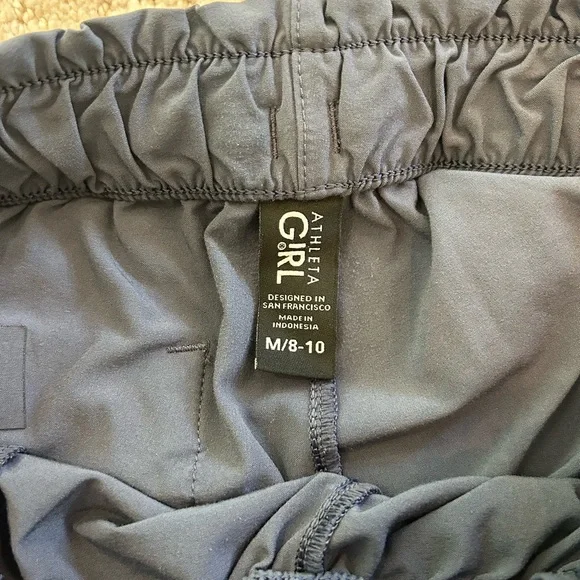 ATHLETA
GIRL
DESIGNED IN
SAN FRANCISCO
MADE IN
INDONESIA
M/8-10